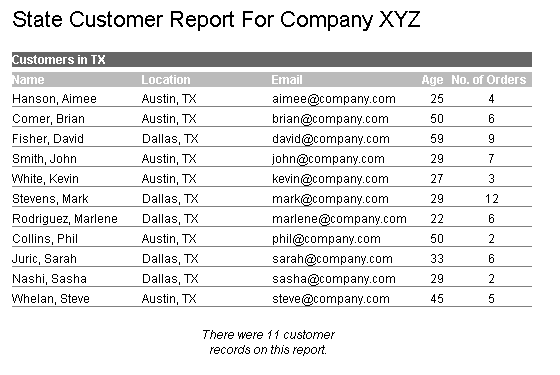 State Customer Report For Company XYZ
Customers in TX
Name Location Email Age No. of Orders
Hanson, Aimee Austin, TX aimee@company.com 25 4
Comer, Brian Austin, TX brian@company.com 50 6
Fisher, David Dallas, TX david@company.com 59 9
Smith, John Austin, TX john@company.com 29 7
White, Kevin Austin, TX kevin@company.com 27 3
Stevens, Mark Dallas, TX mark@company.com 29 12
Rodriguez, Marlene Dallas, TX marlene@company.com 22 6
Collins, Phil Austin, TX phil@company.com 50 2
Juric, Sarah Dallas, TX sarah@company.com 33 6
Nashi, Sasha Dallas, TX sasha@company.com 29 2
Whelan, Steve Austin, TX steve@company.com 45 5
There were 11 customer
records on this report.